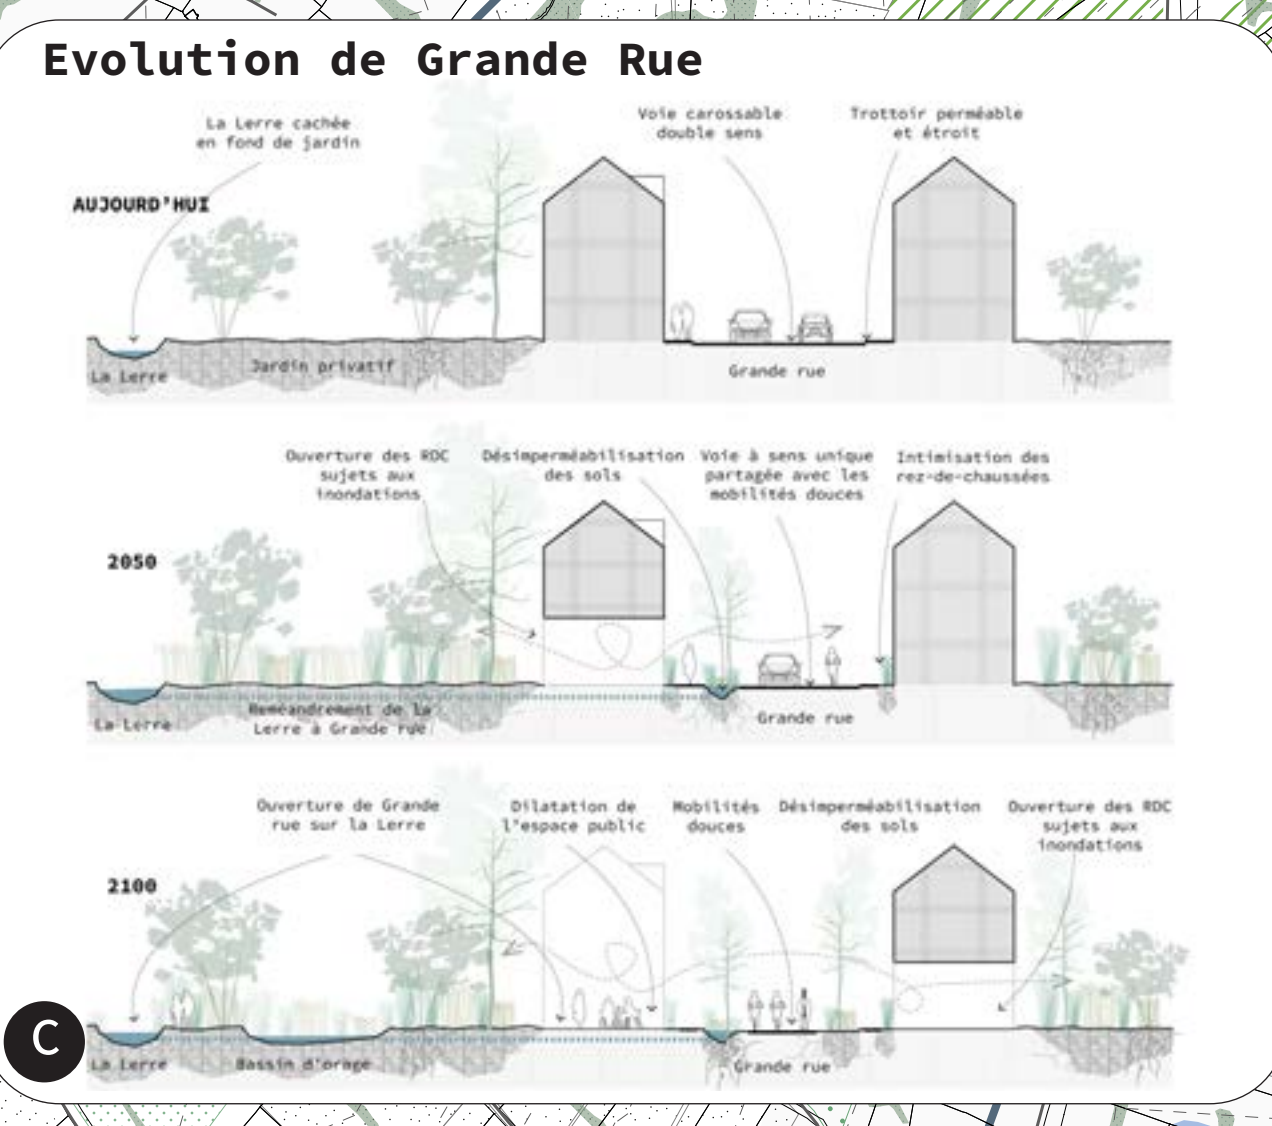 Evolution de Grande Rue
La Lerre cachée
en fond de jardin
Voie carossable
double sens
Trottoir perméable
et étroit
AUJOURD'HUI
La Lerre
Jardin privatif
Grande rue
Ouverture des RDC
sujets aux
inondations
Désimperméabilisation
des sols
Voie à sens unique
partagée avec les
mobilités douces
Intimisation des
rez-de-chaussées
2050
La Lerre
Reméandrement de la
Lerre à Grande rue
Grande rue
Ouverture de Grande
rue sur la Lerre
Dilatation de
l'espace public
Mobilités
douces
Désimperméabilisation
des sols
Ouverture des RDC
sujets aux
inondations
2100
C
La Lerre
Bassin d'orage
Grande rue